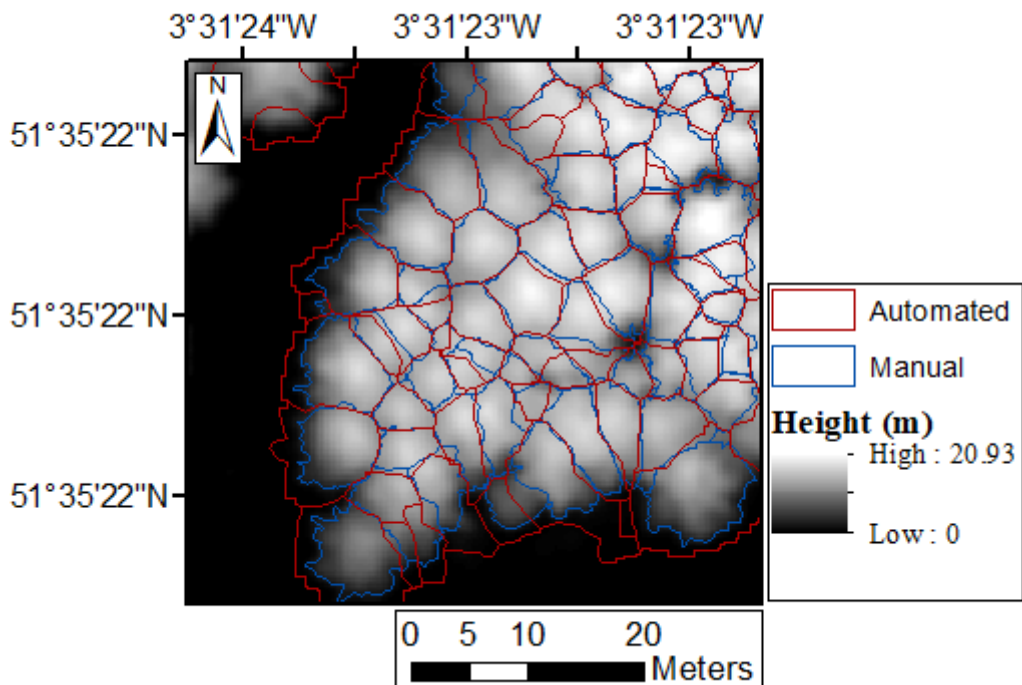 3°31'24"W 3°31'23"W 3°31'23"W
N
51°35'22"N
51°35'22"N
51°35'22"N
Automated
Manual
Height (m)
High : 20.93
Low : 0
0 5 10 20
Meters